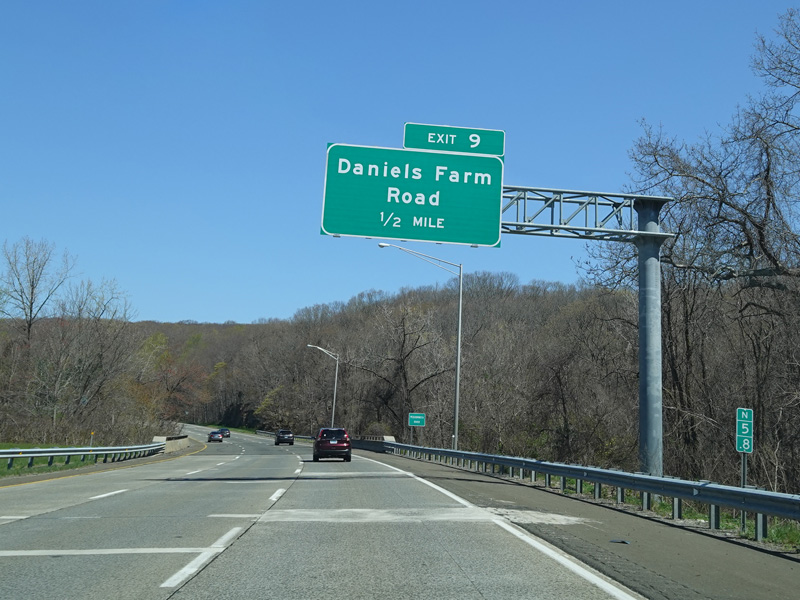 EXIT 9
Daniels Farm
Road
1/2 MILE
N
5
.8